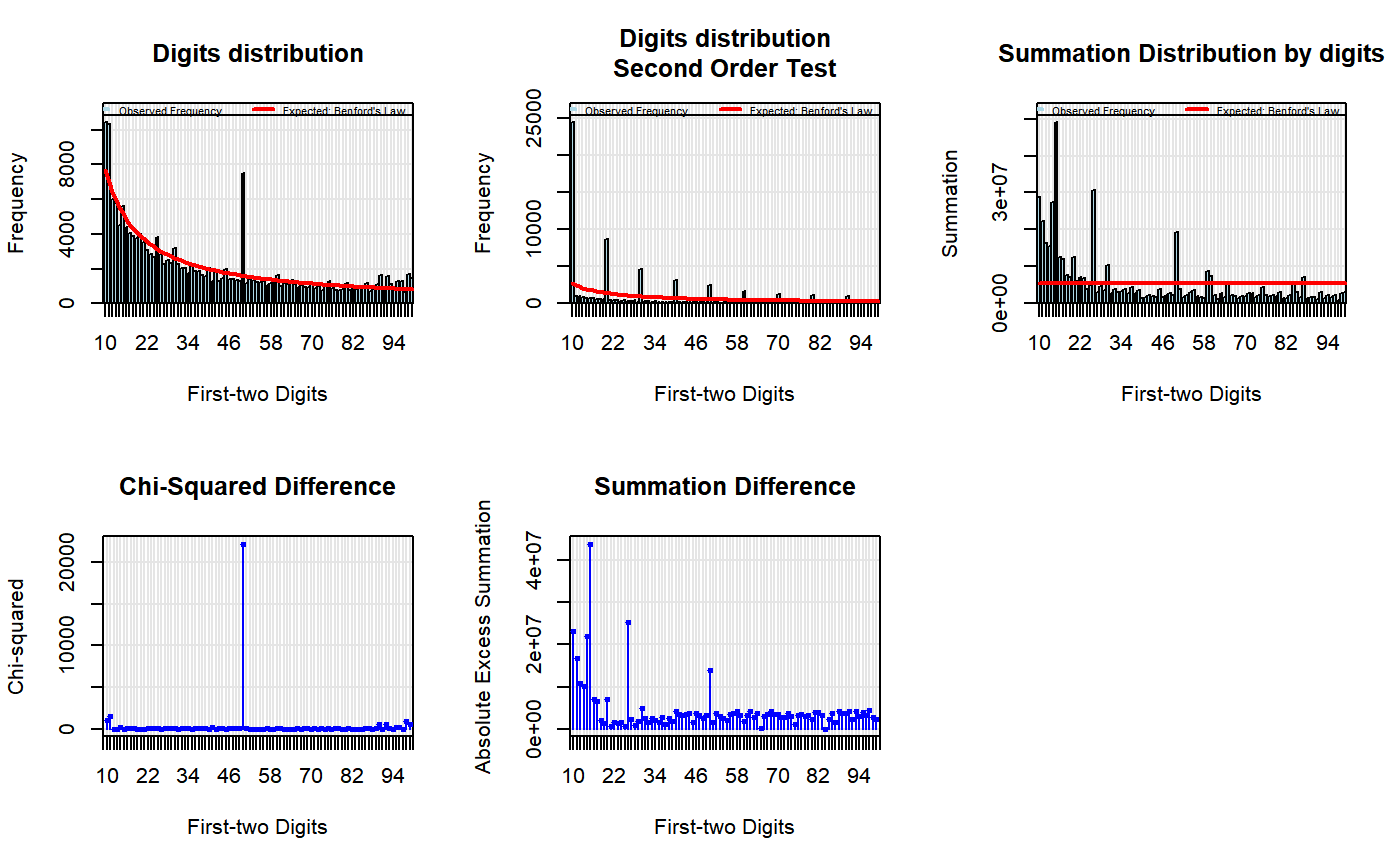 Digits distribution
Observed Frequency Expected: Benford's Law
Frequency
0 4000 8000
10 22 34 46 58 70 82 94
First-two Digits
Digits distribution
Second Order Test
Observed Frequency Expected: Benford's Law
Frequency
0 10000 25000
10 22 34 46 58 70 82 94
First-two Digits
Summation Distribution by digits
Observed Frequency Expected: Benford's Law
Summation
0e+00 3e+07
10 22 34 46 58 70 82 94
First-two Digits
Chi-Squared Difference
Chi-squared
0 10000 20000
10 22 34 46 58 70 82 94
First-two Digits
Summation Difference
Absolute Excess Summation
0e+00 2e+07 4e+07
10 22 34 46 58 70 82 94
First-two Digits